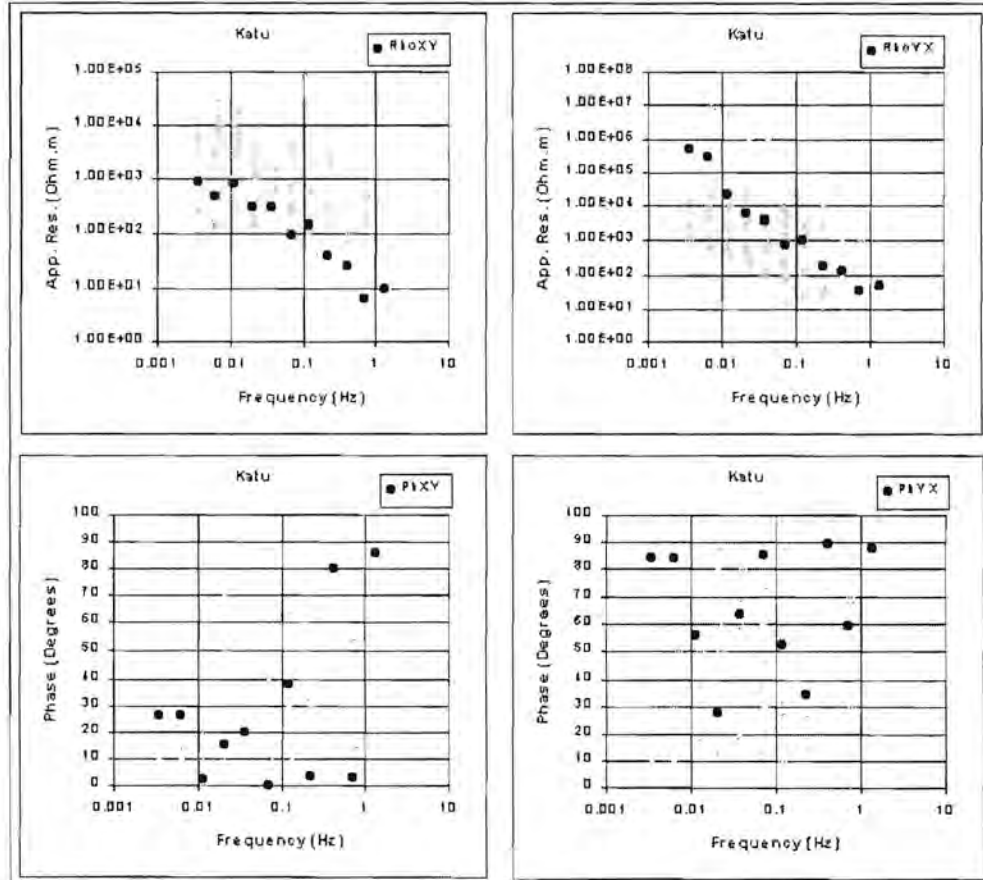 Katu
RhoXY
1.00E+05
1.00E+04
1.00E+03
1.00E+02
1.00E+01
1.00E+00
App. Res. (Ohm.m)
0.001 0.01 0.1 1 10
Frequency (Hz)
Katu
RhoYX
1.00E+08
1.00E+07
1.00E+06
1.00E+05
1.00E+04
1.00E+03
1.00E+02
1.00E+01
1.00E+00
App. Res. (Ohm.m)
0.001 0.01 0.1 1 10
Frequency (Hz)
Katu
PhXY
100
90
80
70
60
50
40
30
20
10
0
Phase (Degrees)
0.001 0.01 0.1 1 10
Frequency (Hz)
Katu
PhYX
100
90
80
70
60
50
40
30
20
10
0
Phase (Degrees)
0.001 0.01 0.1 1 10
Frequency (Hz)